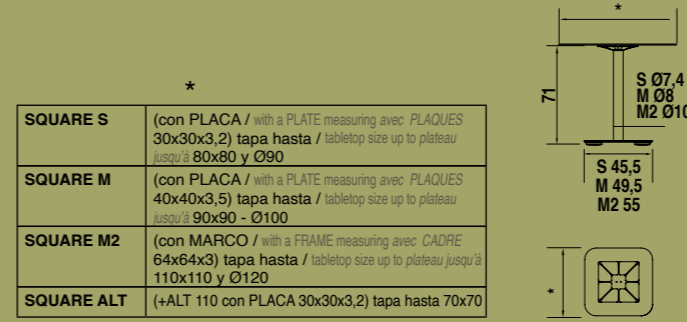 *
SQUARE S
(con PLACA / with a PLATE measuring avec PLAQUES
30x30x3,2) tapa hasta / tabletop size up to plateau
jusqu'à 80x80 y Ø90
SQUARE M
(con PLACA / with a PLATE measuring avec PLAQUES
40x40x3,5) tapa hasta / tabletop size up to plateau
jusqu'à 90x90 - Ø100
SQUARE M2
(con MARCO / with a FRAME measuring avec CADRE
64x64x3) tapa hasta / tabletop size up to plateau jusqu'à
110x110 y Ø120
SQUARE ALT
(+ALT 110 con PLACA 30x30x3,2) tapa hasta 70x70
*
71
S Ø7,4
M Ø8
M2 Ø10
S 45,5
M 49,5
M2 55
*